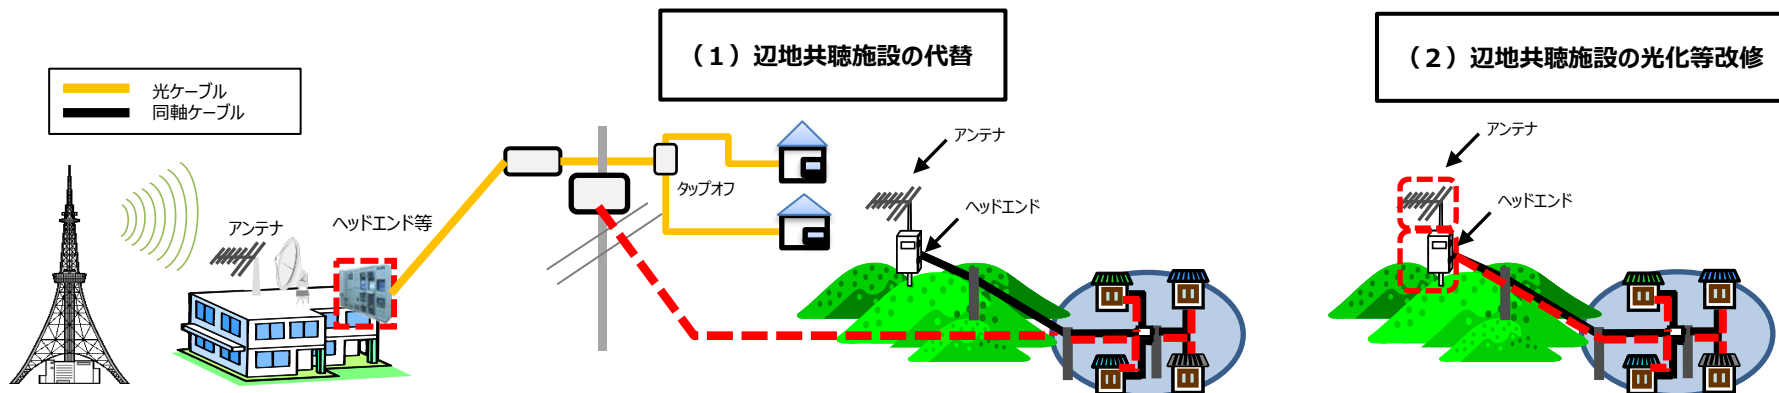 （１）辺地共聴施設の代替
（２）辺地共聴施設の光化等改修
光ケーブル
同軸ケーブル
アンテナ
ヘッドエンド等
タップオフ
アンテナ
ヘッドエンド
アンテナ
ヘッドエンド